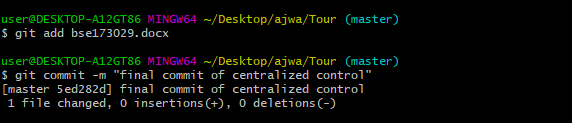 user@DESKTOP-A12GT86 MINGW64 ~/Desktop/ajwa/Tour (master)
$ git add bse173029.docx
user@DESKTOP-A12GT86 MINGW64 ~/Desktop/ajwa/Tour (master)
$ git commit -m "final commit of centralized control"
[master 5ed282d] final commit of centralized control
1 file changed, 0 insertions(+), 0 deletions(-)